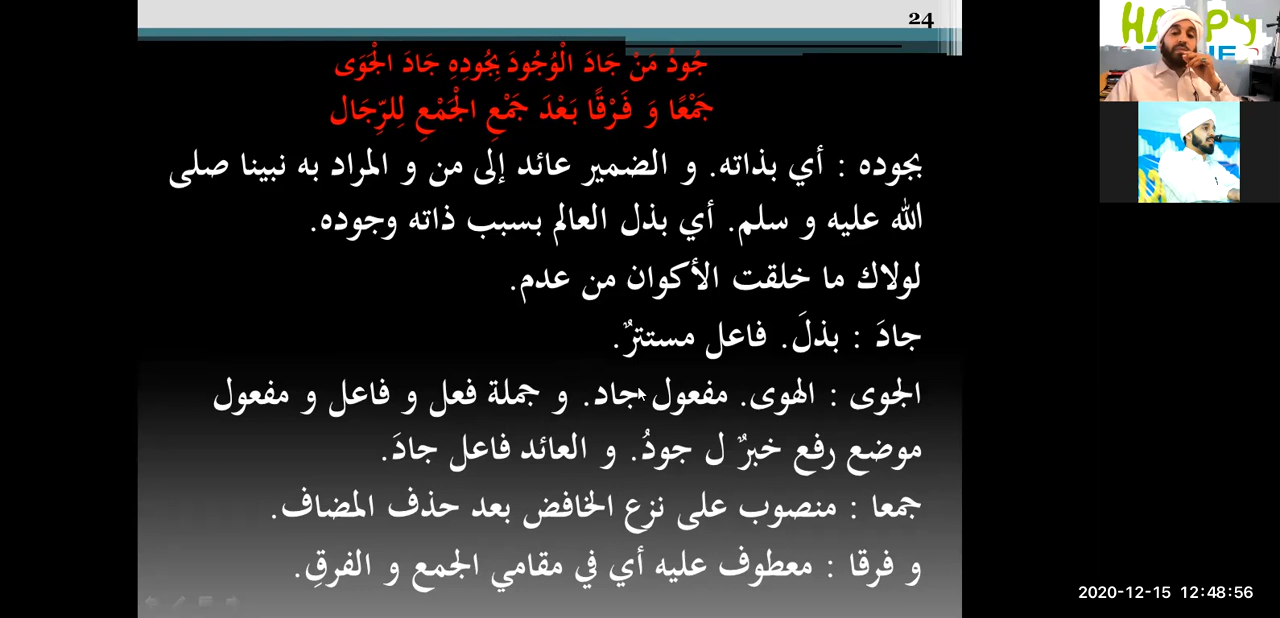 24
جُودُ مَنْ جَادَ الْوُجُودَ بِجُودِهِ جَادَ الْجَوَى
جَمْعًا وَ فَرْقًا بَعْدَ جَمْعِ الْجَمْعِ لِلرِّجَال
بجوده : أي بذاته. و الضمير عائد إلى من و المراد به نبينا صلى
الله عليه و سلم. أي بذل العالم بسبب ذاته وجوده.
لولاك ما خلقت الأكوان من عدم.
جادَ : بذلَ. فاعل مستترٌ.
الجوى : الهوى. مفعول جاد. و جملة فعل و فاعل و مفعول
موضع رفع خبرٌ ل جودُ. و العائد فاعل جادَ.
جمعا : منصوب على نزع الخافض بعد حذف المضاف.
و فرقا : معطوف عليه أي في مقامي الجمع و الفرقِ.
HAPPY
2020-12-15 12:48:56